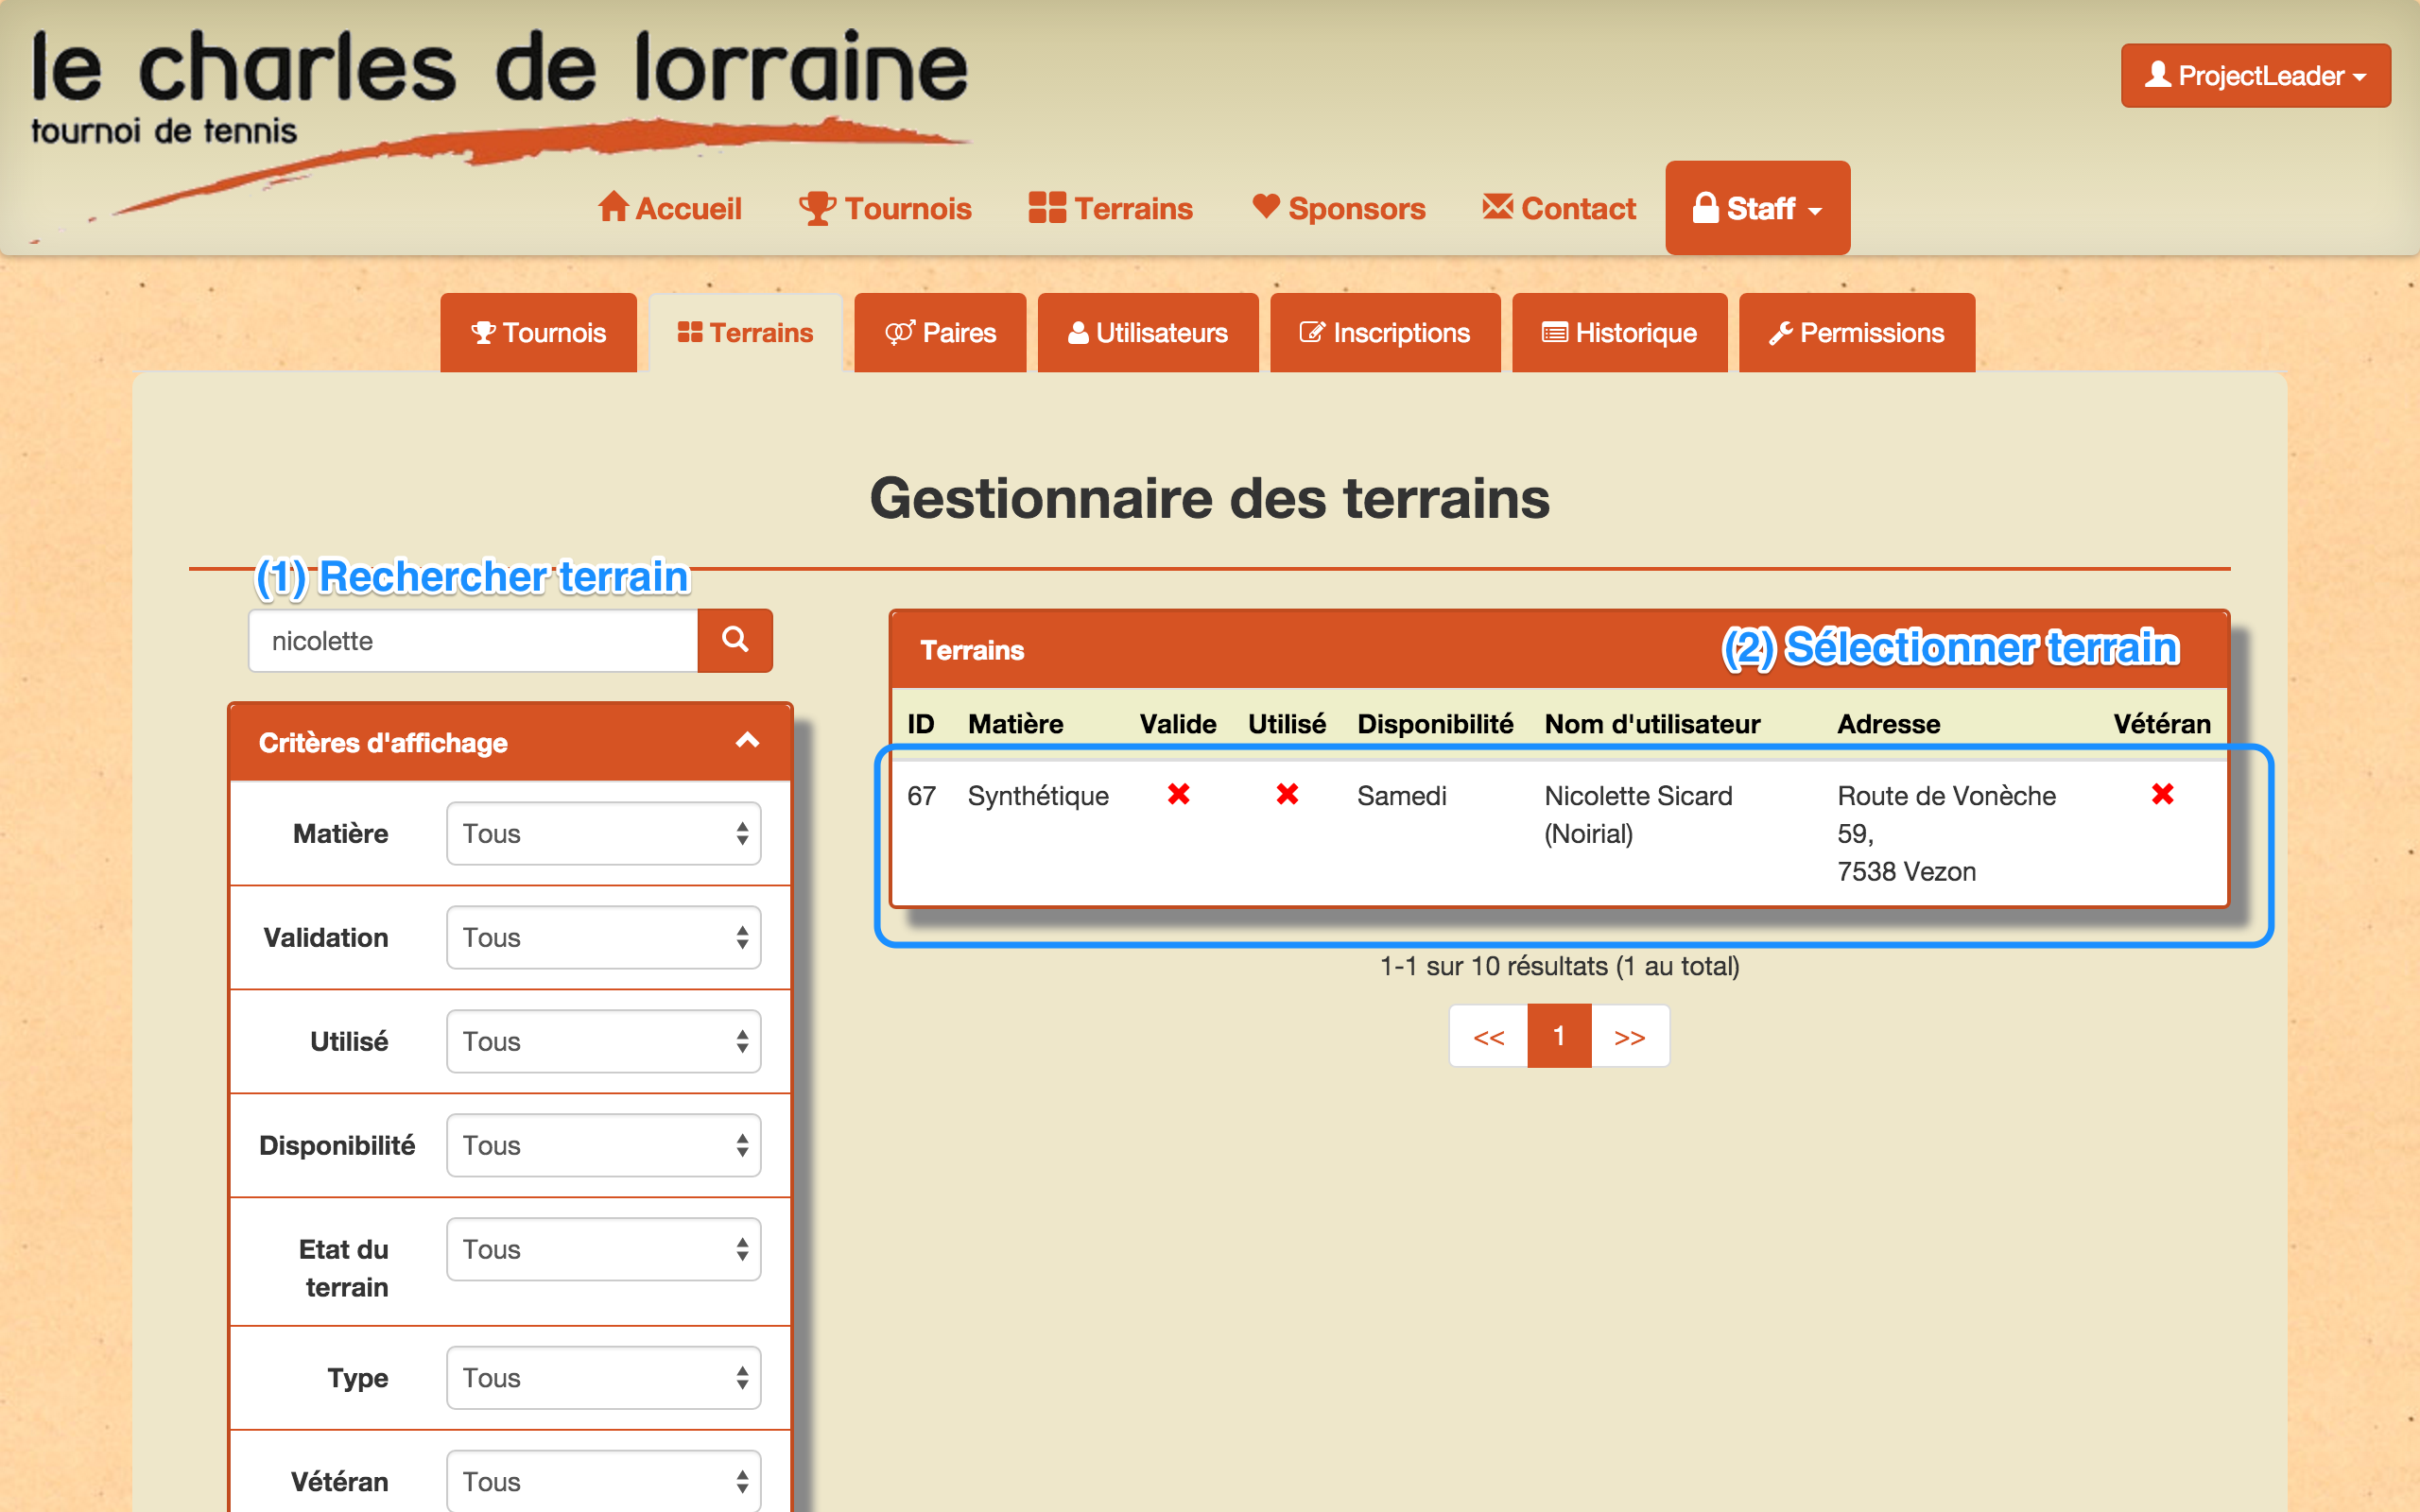 le charles de lorraine
tournoi de tennis
ProjectLeader
Accueil Tournois Terrains Sponsors Contact Staff
Tournois Terrains Paires Utilisateurs Inscriptions Historique Permissions
Gestionnaire des terrains
(1) Rechercher terrain
nicolette
Critères d'affichage
Matière Tous
Validation Tous
Utilisé Tous
Disponibilité Tous
Etat du Tous
terrain
Type Tous
Vétéran Tous
Terrains
(2) Sélectionner terrain
ID Matière Valide Utilisé Disponibilité Nom d'utilisateur Adresse Vétéran
67 Synthétique ✖ ✖ Samedi Nicolette Sicard Route de Vonèche ✖
(Noirial) 59,
7538 Vezon
1-1 sur 10 résultats (1 au total)
<< 1 >>